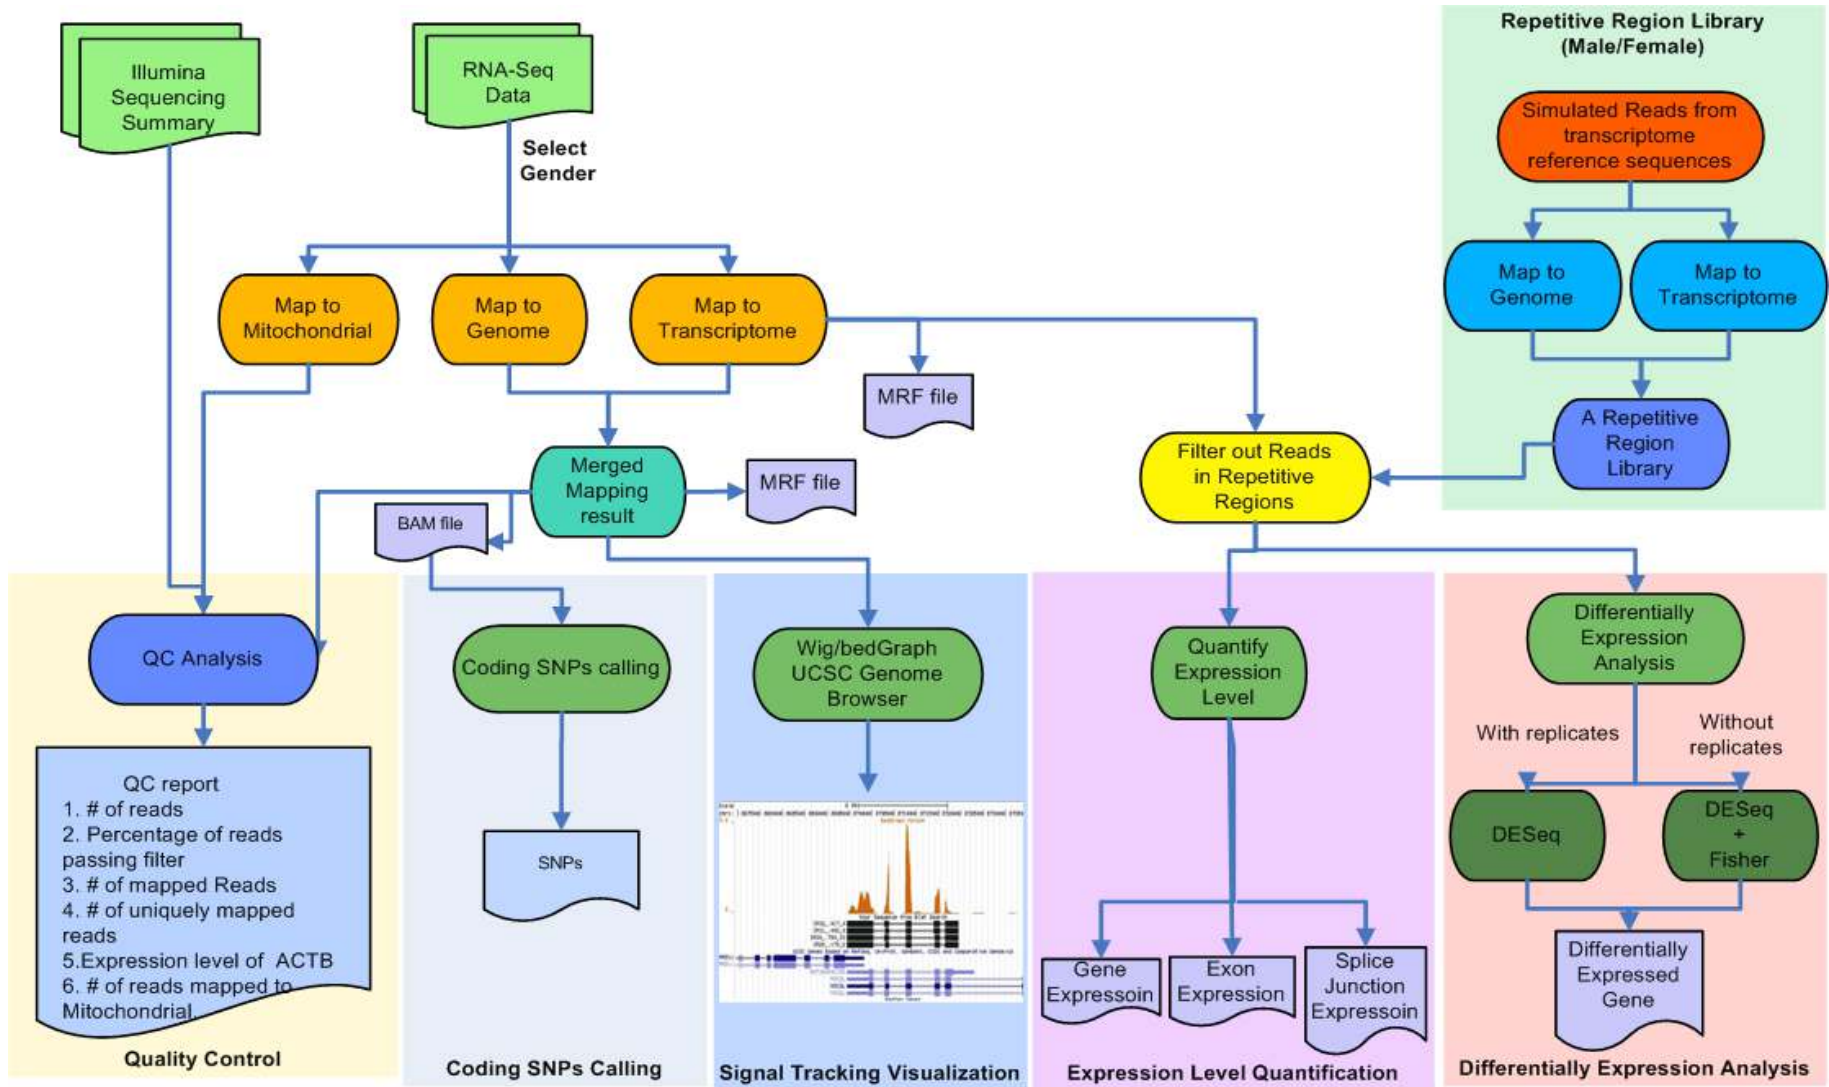 Illumina
Sequencing
Summary
RNA-Seq
Data
Select
Gender
Repetitive Region Library
(Male/Female)
Simulated Reads from
transcriptome
reference sequences
Map to
Genome
Map to
Transcriptome
A Repetitive
Region
Library
Map to
Mitochondrial
Map to
Genome
Map to
Transcriptome
MRF file
Merged
Mapping
result
MRF file
BAM file
Filter out Reads
in Repetitive
Regions
QC Analysis
QC report
1. # of reads
2. Percentage of reads
passing filter
3. # of mapped Reads
4. # of uniquely mapped
reads
5.Expression level of ACTB
6. # of reads mapped to
Mitochondrial.
Quality Control
Coding SNPs calling
SNPs
Coding SNPs Calling
Wig/bedGraph
UCSC Genome
Browser
Signal Tracking Visualization
Quantify
Expression
Level
Gene
Expressoin
Exon
Expression
Splice
Junction
Expressoin
Expression Level Quantification
Differentially
Expression
Analysis
With replicates
Without
replicates
DESeq
DESeq
+
Fisher
Differentially
Expressed
Gene
Differentially Expression Analysis